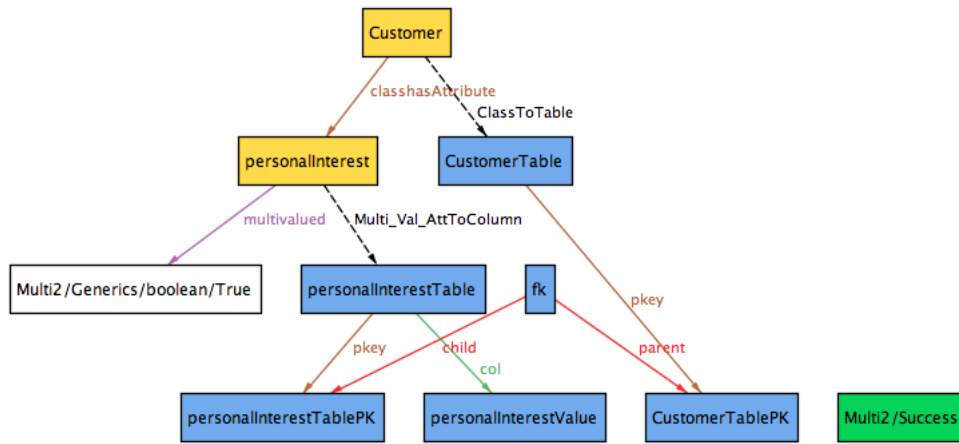 Customer
classhasAttribute
ClassToTable
personalInterest
CustomerTable
multivalued
Multi_Val_AttToColumn
Multi2/Generics/boolean/True
personalInterestTable
fk
pkey
pkey
child
parent
col
personalInterestTablePK
personalInterestValue
CustomerTablePK
Multi2/Success